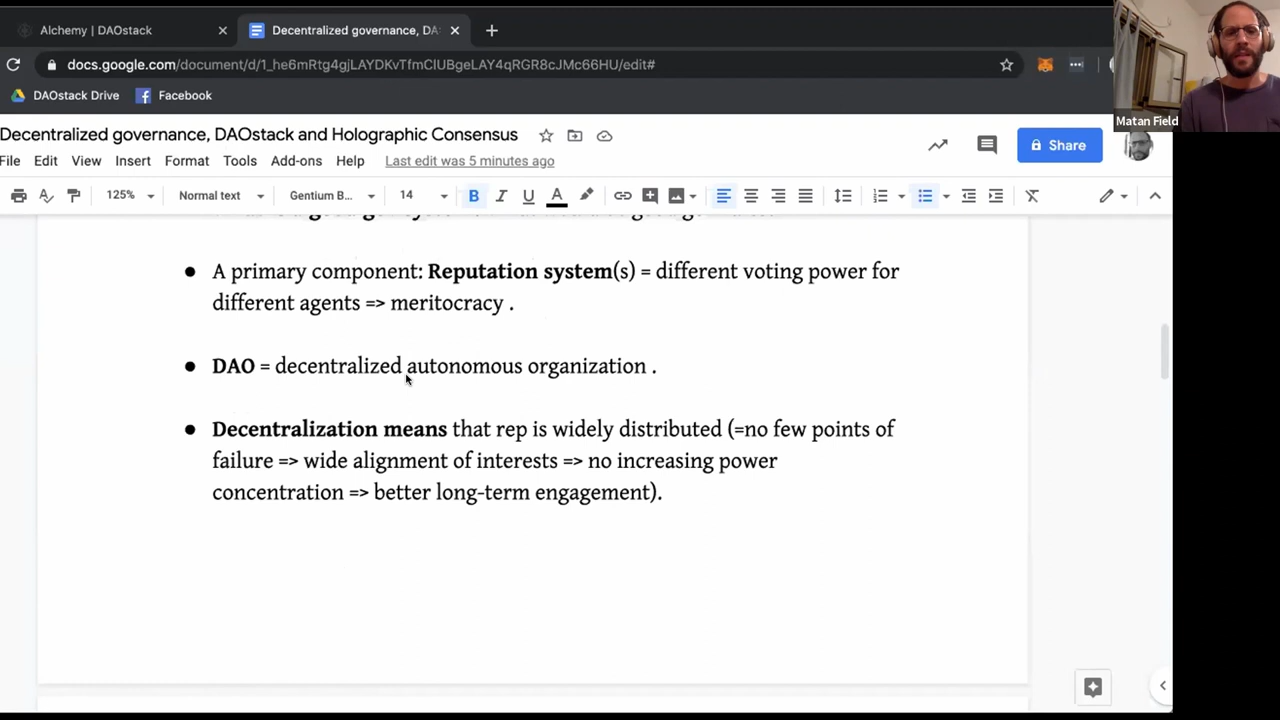 Alchemy | DAOstack
Decentralized governance, DA
docs.google.com/document/d/1_he6mRtg4gjLAYDKvTfmClUBgeLAY4qRGR8cJMc66HU/edit#
DAOstack Drive Facebook
Matan Field
Decentralized governance, DAOstack and Holographic Consensus
Share
File Edit View Insert Format Tools Add-ons Help Last edit was 5 minutes ago
125% Normal text Gentium B... 14 B I U A
● A primary component: Reputation system(s) = different voting power for
different agents => meritocracy .
● DAO = decentralized autonomous organization .
● Decentralization means that rep is widely distributed (=no few points of
failure => wide alignment of interests => no increasing power
concentration => better long-term engagement).